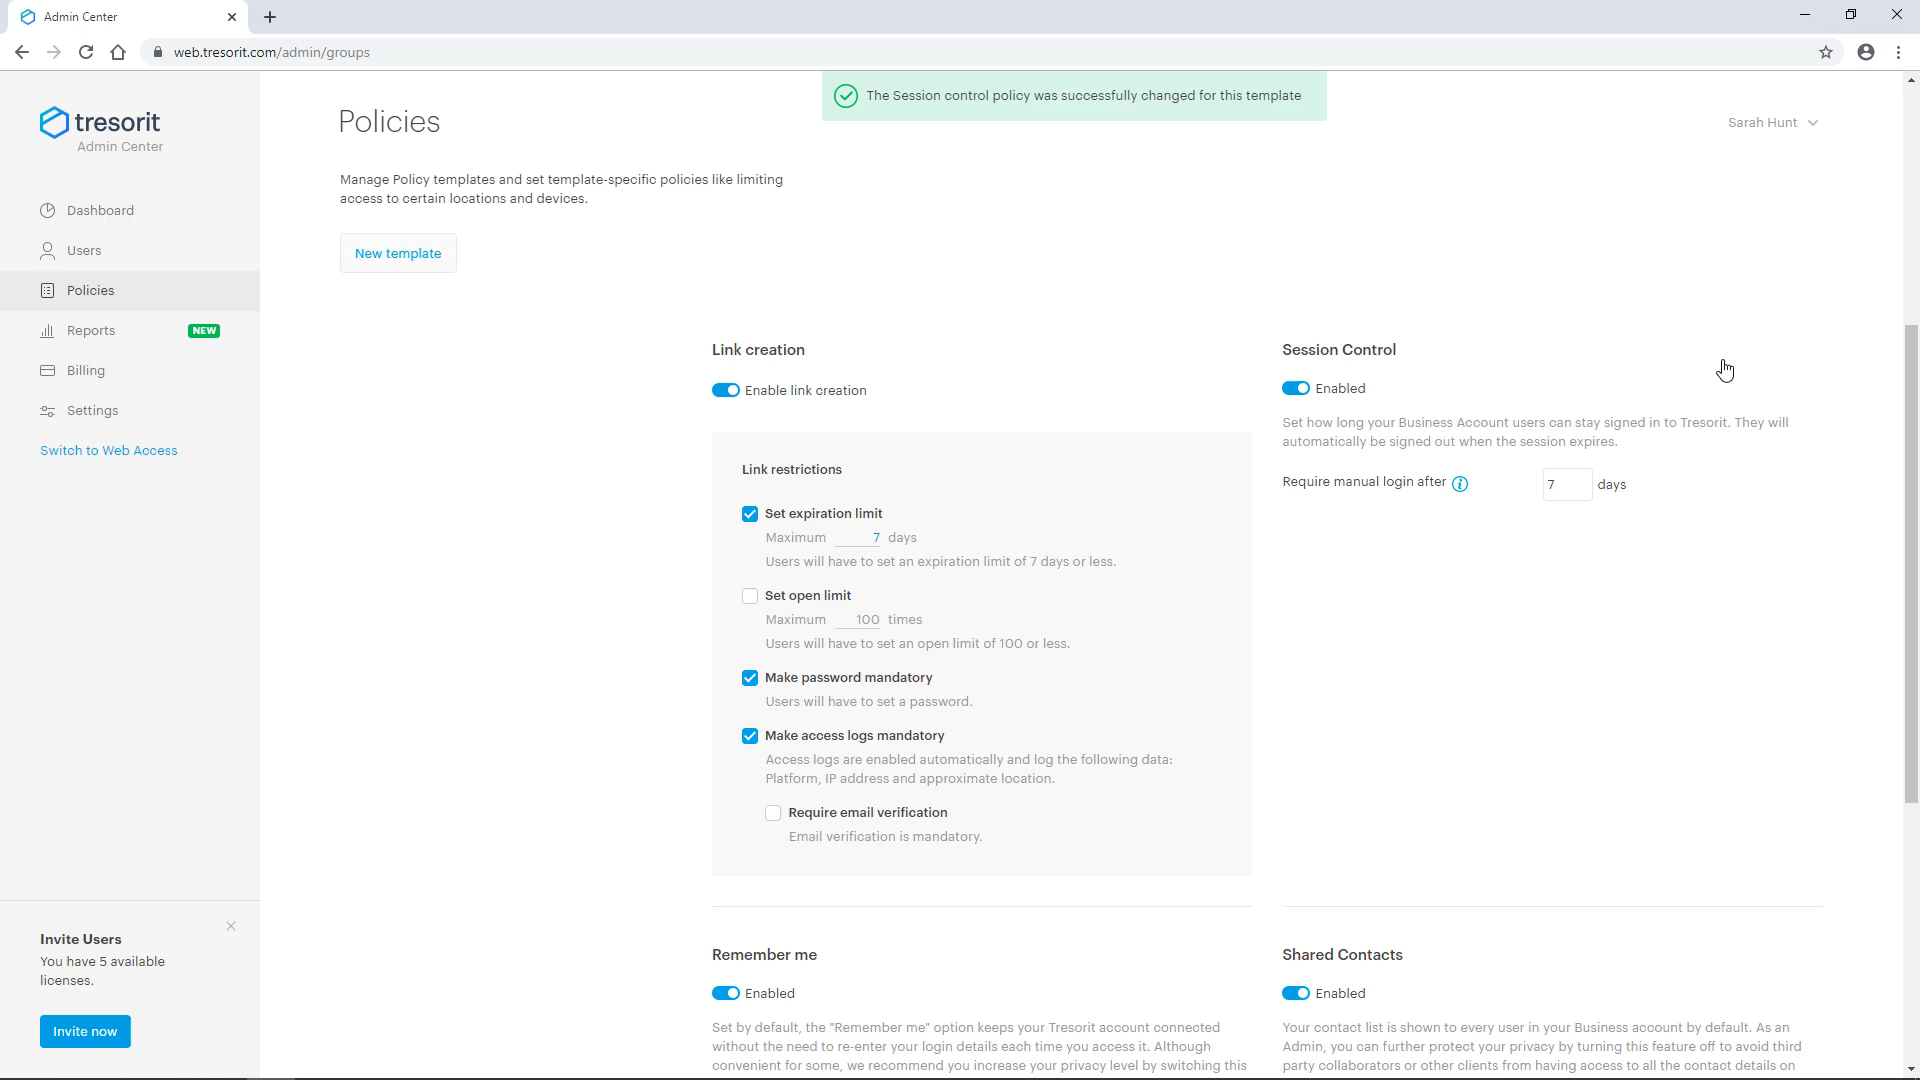 Admin Center
web.tresorit.com/admin/groups
The Session control policy was successfully changed for this template
tresorit
Admin Center
Policies
Sarah Hunt
Manage Policy templates and set template-specific policies like limiting
access to certain locations and devices.
New template
Dashboard
Users
Policies
Reports
NEW
Billing
Settings
Switch to Web Access
Link creation
Enable link creation
Link restrictions
Set expiration limit
Maximum 7 days
Users will have to set an expiration limit of 7 days or less.
Set open limit
Maximum 100 times
Users will have to set an open limit of 100 or less.
Make password mandatory
Users will have to set a password.
Make access logs mandatory
Access logs are enabled automatically and log the following data:
Platform, IP address and approximate location.
Require email verification
Email verification is mandatory.
Session Control
Enabled
Set how long your Business Account users can stay signed in to Tresorit. They will
automatically be signed out when the session expires.
Require manual login after i 7 days
Remember me
Enabled
Set by default, the "Remember me" option keeps your Tresorit account connected
without the need to re-enter your login details each time you access it. Although
convenient for some, we recommend you increase your privacy level by switching this
Shared Contacts
Enabled
Your contact list is shown to every user in your Business account by default. As an
Admin, you can further protect your privacy by turning this feature off to avoid third
party collaborators or other clients from having access to all the contact details on
Invite Users
You have 5 available
licenses.
Invite now